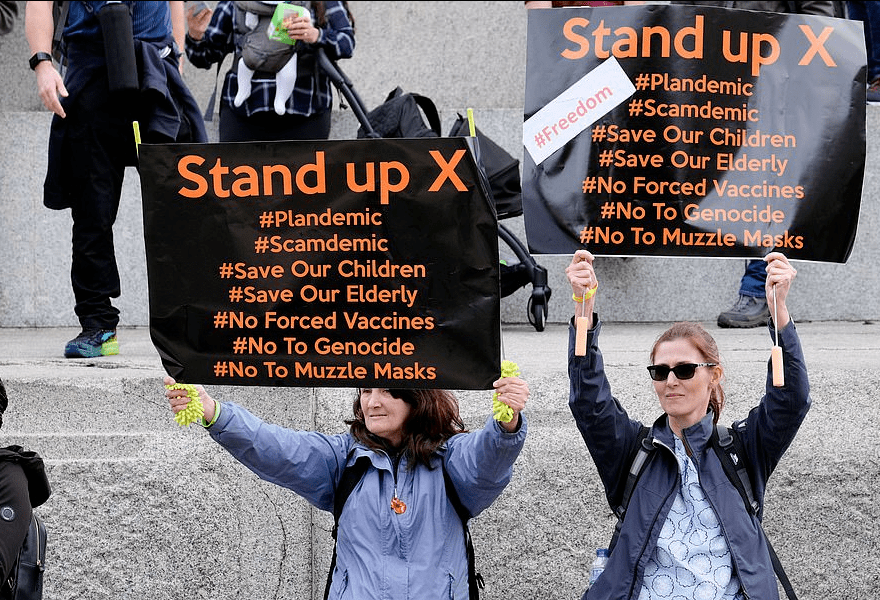 Stand up X
#Plandemic
#Scamdemic
#Save Our Children
#Save Our Elderly
#No Forced Vaccines
#No To Genocide
#No To Muzzle Masks
Stand up X
#Freedom
#Plandemic
#Scamdemic
#Save Our Children
#Save Our Elderly
#No Forced Vaccines
#No To Genocide
#No To Muzzle Masks